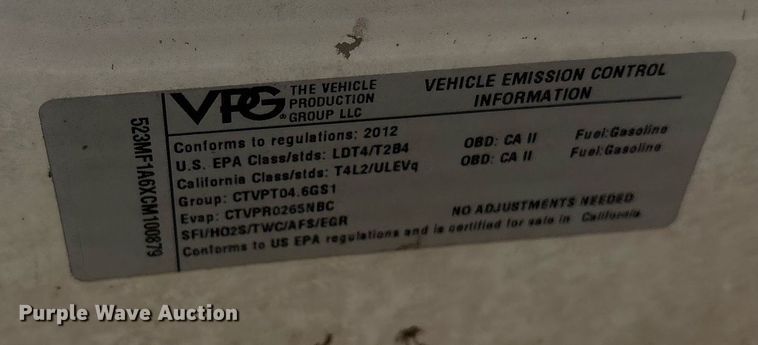 VPG® THE VEHICLE
PRODUCTION
GROUP LLC
VEHICLE EMISSION CONTROL
INFORMATION
Conforms to regulations: 2012
U.S. EPA Class/stds: LDT4/T2B4 OBD: CA II Fuel:Gasoline
California Class/stds: T4L2/ULEVq OBD: CA II Fuel:Gasoline
Group: CTVPT04.6GS1
Evap: CTVPR0265NBC
SFI/HO2S/TWC/AFS/EGR NO ADJUSTMENTS NEEDED
Conforms to US EPA regulations and is certified for sale in California
523MF1A6XCM100879
Purple Wave Auction